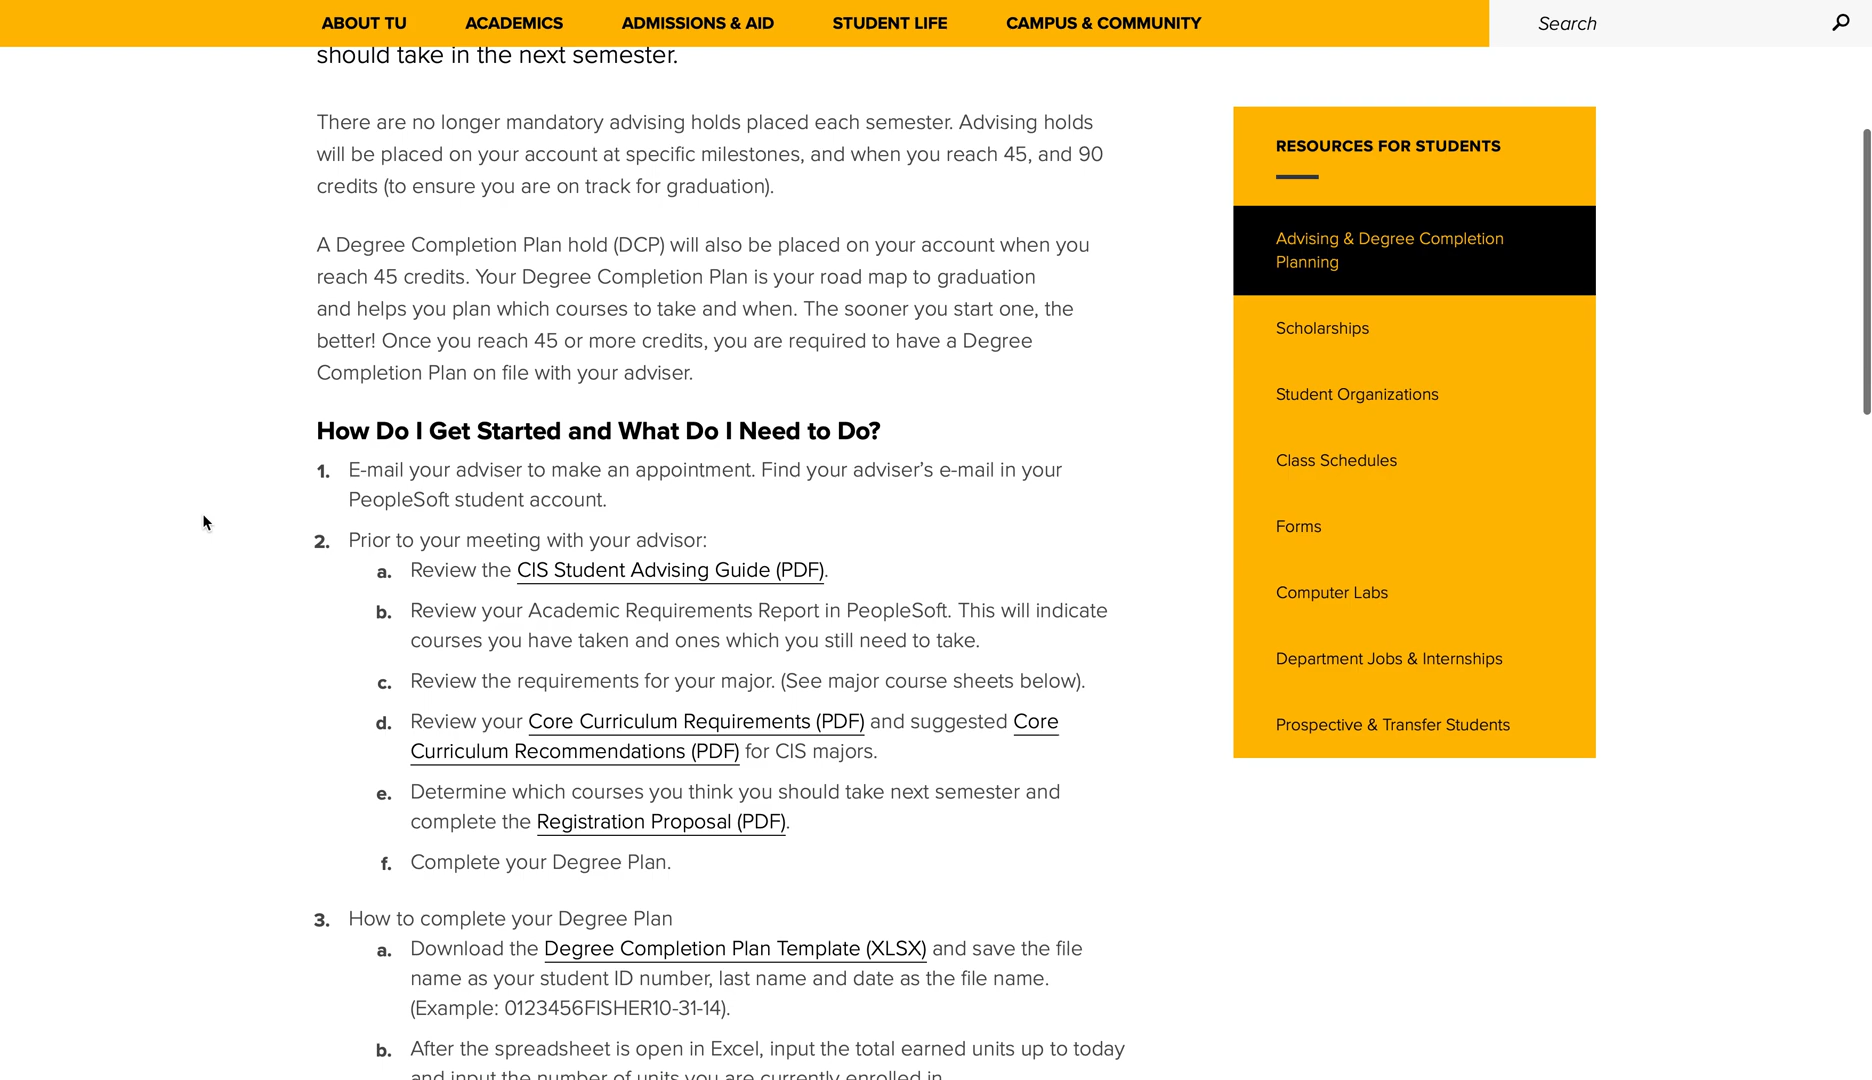 ABOUT TU ACADEMICS ADMISSIONS & AID STUDENT LIFE CAMPUS & COMMUNITY Search
should take in the next semester.
There are no longer mandatory advising holds placed each semester. Advising holds
will be placed on your account at specific milestones, and when you reach 45, and 90
credits (to ensure you are on track for graduation).
A Degree Completion Plan hold (DCP) will also be placed on your account when you
reach 45 credits. Your Degree Completion Plan is your road map to graduation
and helps you plan which courses to take and when. The sooner you start one, the
better! Once you reach 45 or more credits, you are required to have a Degree
Completion Plan on file with your adviser.
How Do I Get Started and What Do I Need to Do?
1. E-mail your adviser to make an appointment. Find your adviser’s e-mail in your
PeopleSoft student account.
2. Prior to your meeting with your advisor:
a. Review the CIS Student Advising Guide (PDF).
b. Review your Academic Requirements Report in PeopleSoft. This will indicate
courses you have taken and ones which you still need to take.
c. Review the requirements for your major. (See major course sheets below).
d. Review your Core Curriculum Requirements (PDF) and suggested Core
Curriculum Recommendations (PDF) for CIS majors.
e. Determine which courses you think you should take next semester and
complete the Registration Proposal (PDF).
f. Complete your Degree Plan.
3. How to complete your Degree Plan
a. Download the Degree Completion Plan Template (XLSX) and save the file
name as your student ID number, last name and date as the file name.
(Example: 0123456FISHER10-31-14).
b. After the spreadsheet is open in Excel, input the total earned units up to today
and input the number of units you are currently enrolled in.
RESOURCES FOR STUDENTS
Advising & Degree Completion
Planning
Scholarships
Student Organizations
Class Schedules
Forms
Computer Labs
Department Jobs & Internships
Prospective & Transfer Students